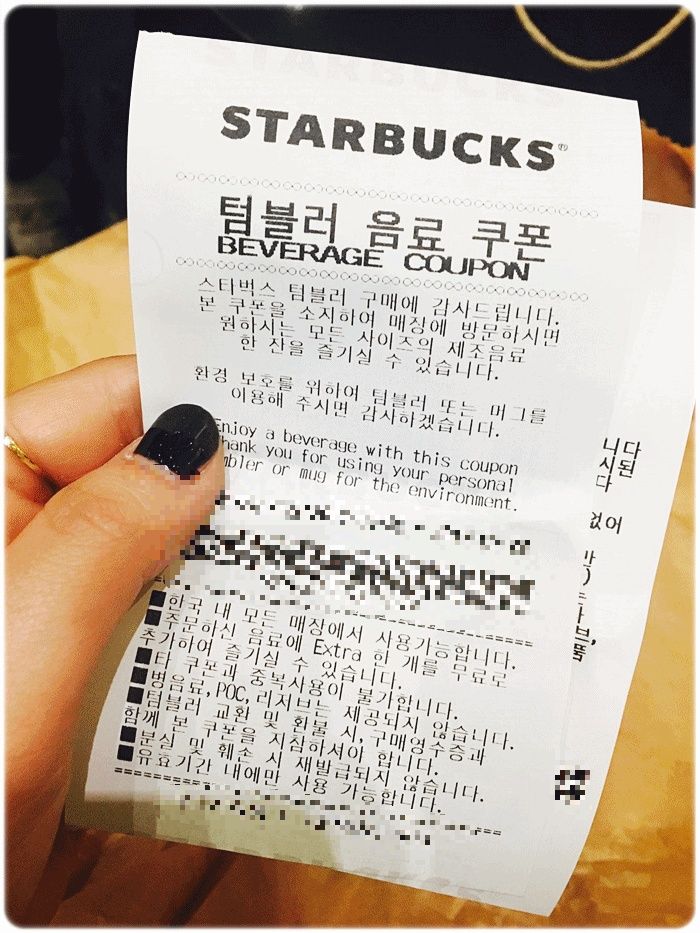 STARBUCKS®
텀블러 음료 쿠폰
BEVERAGE COUPON
스타벅스 텀블러 구매에 감사드립니다.
본 쿠폰을 소지하여 매장에 방문하시면
원하시는 모든 사이즈의 제조음료
한 잔을 즐기실 수 있습니다.
환경 보호를 위하여 텀블러 또는 머그를
이용해 주시면 감사하겠습니다.
Enjoy a beverage with this coupon
hank you for using your personal
mbler or mug for the environment.
■한국 내 모든 매장에서 사용가능합니다.
■주문하신 음료에 Extra 한 개를 무료로
추가하여 즐기실 수 있습니다.
■타 쿠폰과 중복사용이 불가합니다.
■병음료,POC,리저브는 제공되지 않습니다.
■텀블러 교환 및 환불 시,구매영수증과
함께 본 쿠폰을 지참하셔야 합니다.
■분실 및 훼손 시 재발급되지 않습니다.
■유효기간 내에만 사용 가능합니다.
니다
시된
다
없어